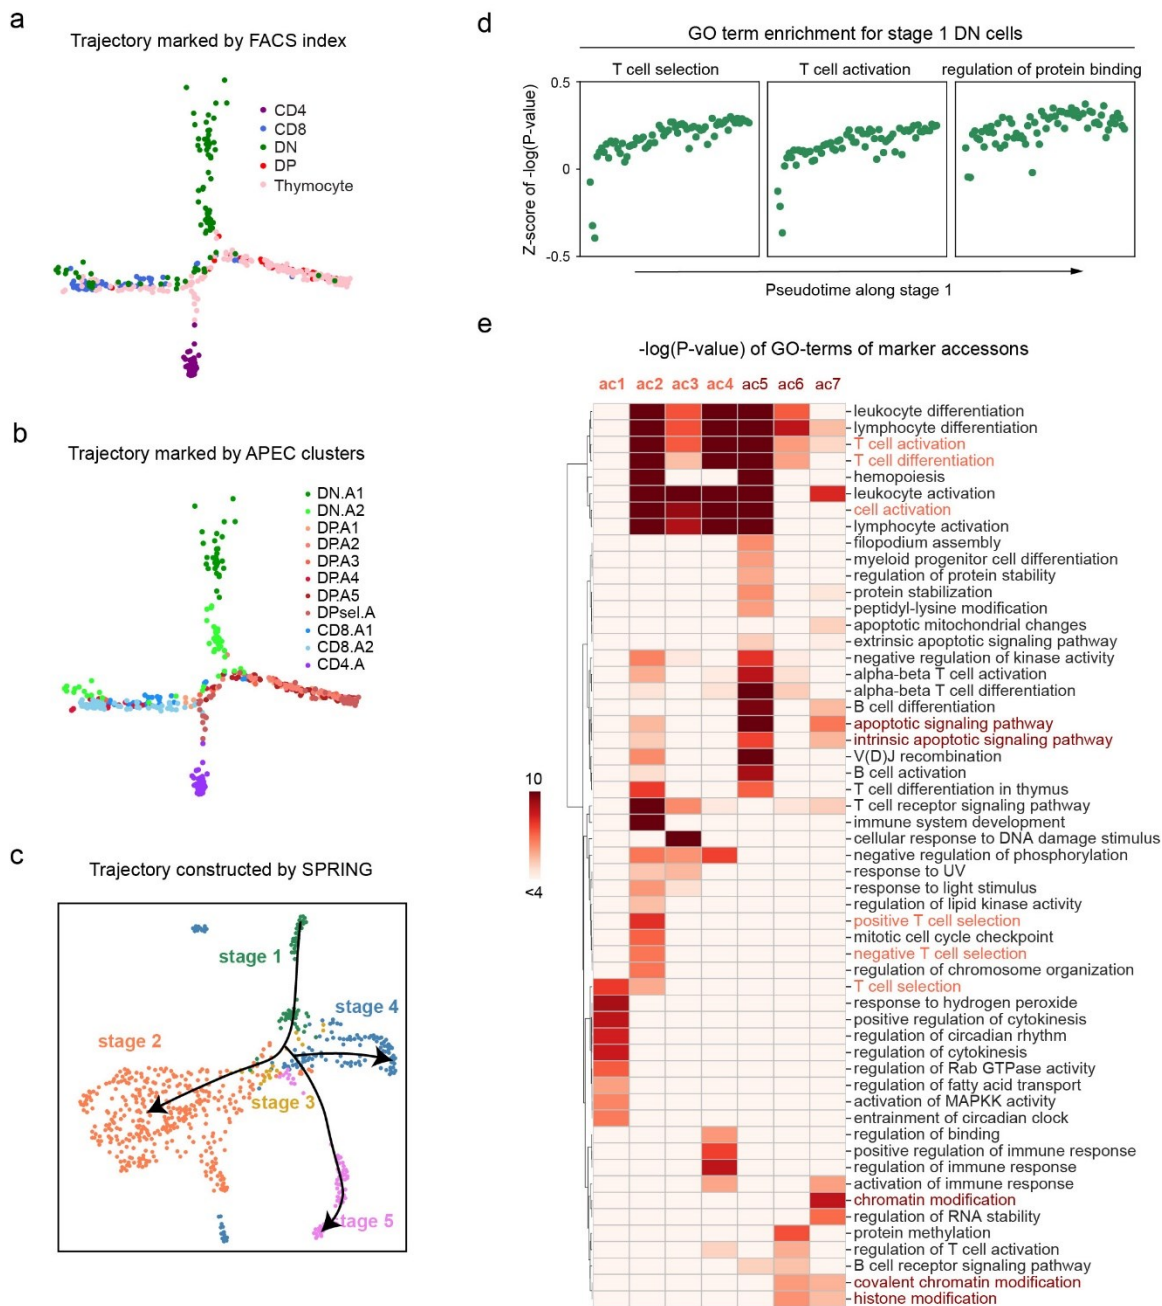 a
Trajectory marked by FACS index
CD4
CD8
DN
DP
Thymocyte
b
Trajectory marked by APEC clusters
DN.A1
DN.A2
DP.A1
DP.A2
DP.A3
DP.A4
DP.A5
DPsel.A
CD8.A1
CD8.A2
CD4.A
c
Trajectory constructed by SPRING
stage 1
stage 4
stage 2
stage 3
stage 5
d
GO term enrichment for stage 1 DN cells
T cell selection
T cell activation
regulation of protein binding
Z-score of -log(P-value)
0.5
0
-0.5
Pseudotime along stage 1
e
-log(P-value) of GO-terms of marker accessons
ac1 ac2 ac3 ac4 ac5 ac6 ac7
leukocyte differentiation
lymphocyte differentiation
T cell activation
T cell differentiation
hemopoiesis
leukocyte activation
cell activation
lymphocyte activation
filopodium assembly
myeloid progenitor cell differentiation
regulation of protein stability
protein stabilization
peptidyl-lysine modification
apoptotic mitochondrial changes
extrinsic apoptotic signaling pathway
negative regulation of kinase activity
alpha-beta T cell activation
alpha-beta T cell differentiation
B cell differentiation
apoptotic signaling pathway
intrinsic apoptotic signaling pathway
V(D)J recombination
B cell activation
T cell differentiation in thymus
T cell receptor signaling pathway
immune system development
cellular response to DNA damage stimulus
negative regulation of phosphorylation
response to UV
response to light stimulus
regulation of lipid kinase activity
positive T cell selection
mitotic cell cycle checkpoint
negative T cell selection
regulation of chromosome organization
T cell selection
response to hydrogen peroxide
positive regulation of cytokinesis
regulation of circadian rhythm
regulation of cytokinesis
regulation of Rab GTPase activity
regulation of fatty acid transport
activation of MAPKK activity
entrainment of circadian clock
regulation of binding
positive regulation of immune response
regulation of immune response
activation of immune response
chromatin modification
regulation of RNA stability
protein methylation
regulation of T cell activation
B cell receptor signaling pathway
covalent chromatin modification
histone modification
10
<4